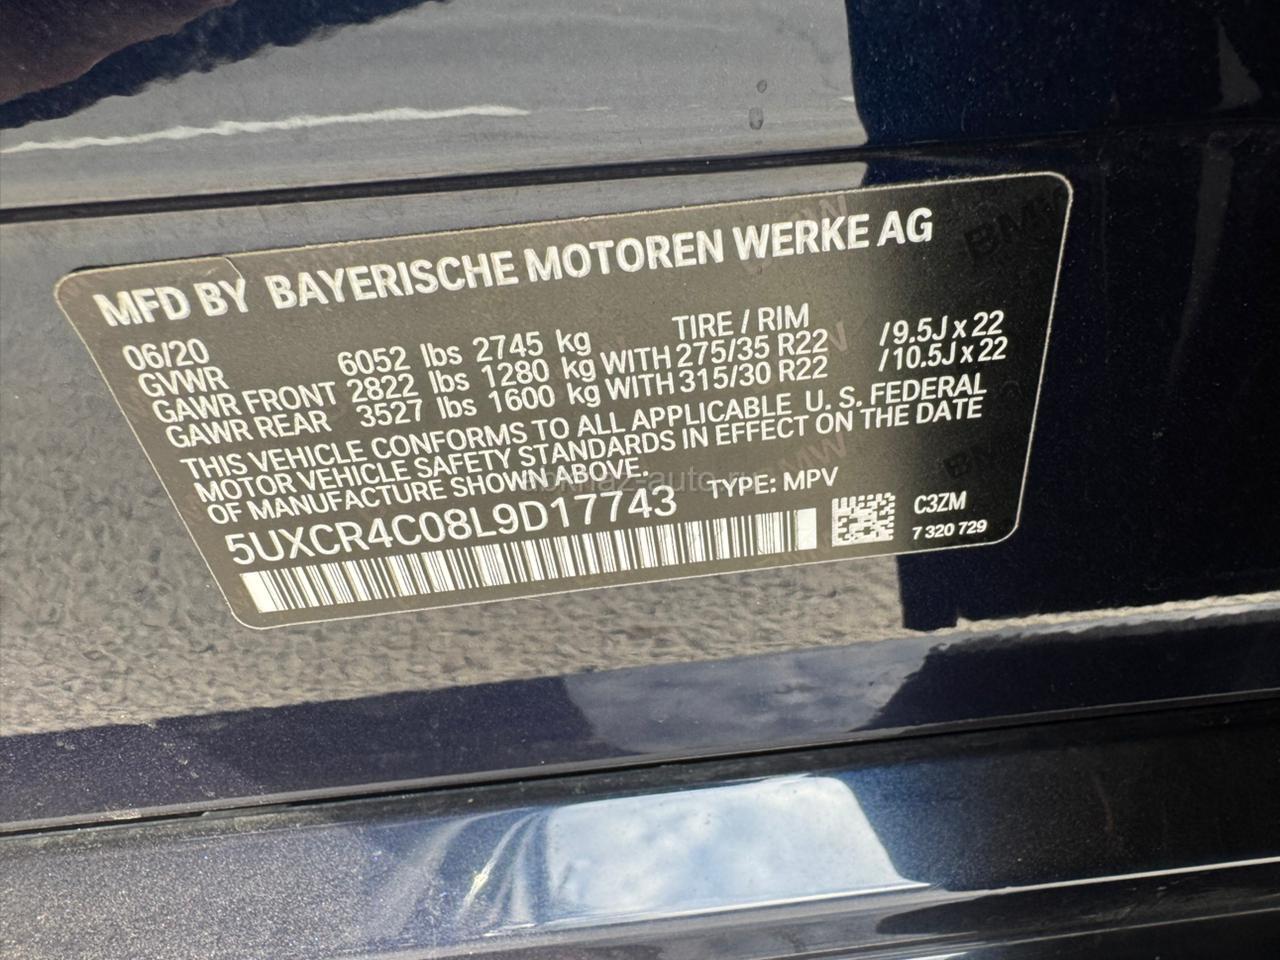 MFD BY BAYERISCHE MOTOREN WERKE AG
06/20 TIRE / RIM
GVWR 6052 lbs 2745 kg
GAWR FRONT 2822 lbs 1280 kg WITH 275/35 R22 /9.5J x 22
GAWR REAR 3527 lbs 1600 kg WITH 315/30 R22 /10.5J x 22
THIS VEHICLE CONFORMS TO ALL APPLICABLE U. S. FEDERAL
MOTOR VEHICLE SAFETY STANDARDS IN EFFECT ON THE DATE
OF MANUFACTURE SHOWN ABOVE.
5UXCR4C08L9D17743 TYPE: MPV
C3ZM
7 320 729
BMW
BMW